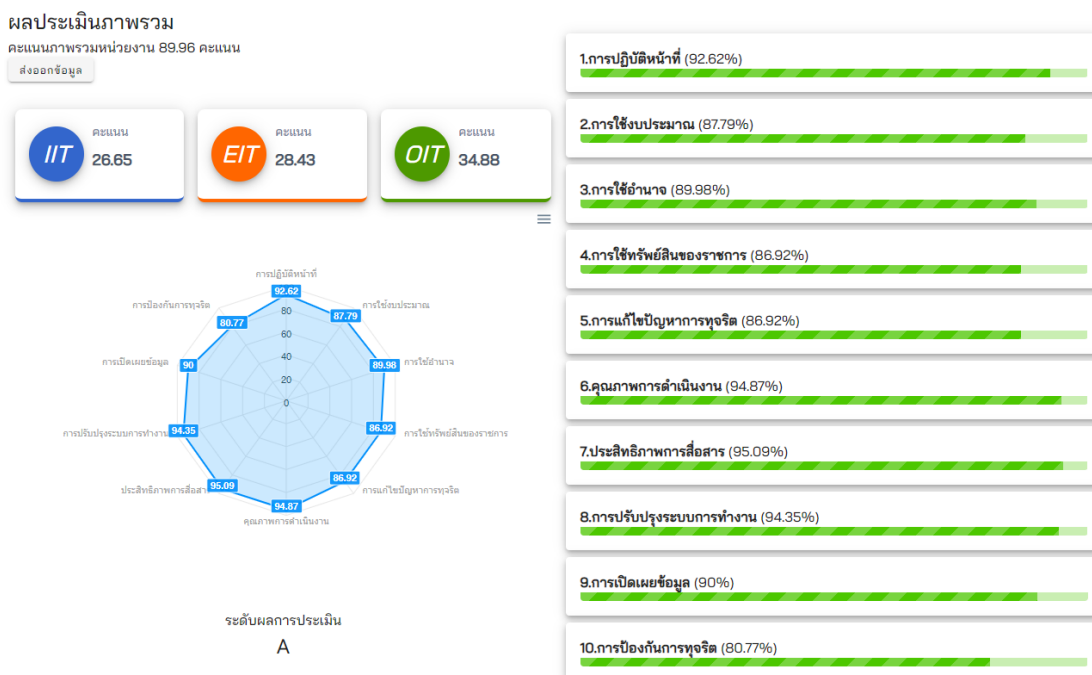 ผลประเมินภาพรวม
คะแนนภาพรวมหน่วยงาน 89.96 คะแนน
ส่งออกข้อมูล
IIT
คะแนน
26.65
EIT
คะแนน
28.43
OIT
คะแนน
34.88
การปฏิบัติหน้าที่
92.62
การป้องกันการทุจริต
80.77
80
87.79
การใช้งบประมาณ
60
การเปิดเผยข้อมูล
90
40
89.98
การใช้อำนาจ
20
0
การปรับปรุงระบบการทำงาน
94.35
86.92
การใช้ทรัพย์สินของราชการ
ประสิทธิภาพการสื่อสาร
95.09
86.92
การแก้ไขปัญหาการทุจริต
94.87
คุณภาพการดำเนินงาน
ระดับผลการประเมิน
A
1.การปฏิบัติหน้าที่ (92.62%)
2.การใช้งบประมาณ (87.79%)
3.การใช้อำนาจ (89.98%)
4.การใช้ทรัพย์สินของราชการ (86.92%)
5.การแก้ไขปัญหาการทุจริต (86.92%)
6.คุณภาพการดำเนินงาน (94.87%)
7.ประสิทธิภาพการสื่อสาร (95.09%)
8.การปรับปรุงระบบการทำงาน (94.35%)
9.การเปิดเผยข้อมูล (90%)
10.การป้องกันการทุจริต (80.77%)